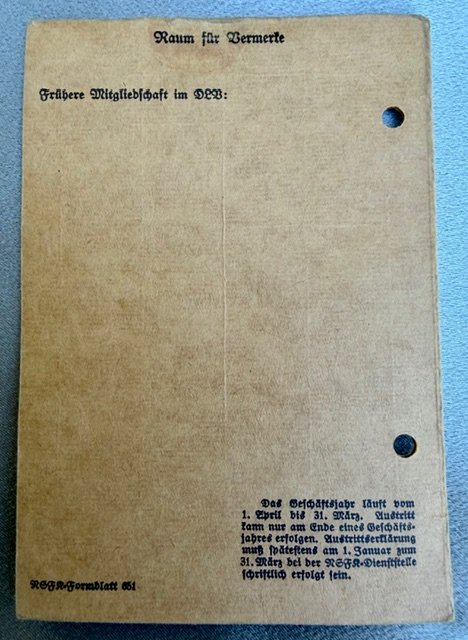 Raum für Vermerke
Frühere Mitgliedschaft im DLV:
Das Geschäftsjahr läuft vom
1. April bis 31. März. Austritt
kann nur am Ende eines Geschäfts-
jahres erfolgen. Austrittserklärung
muß spätestens am 1. Januar zum
31. März bei der NSFK-Dienststelle
schriftlich erfolgt sein.
NSFK-Formblatt 651